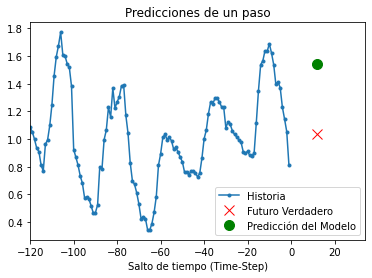 Predicciones de un paso
1.8
1.6
1.4
1.2
1.0
0.8
0.6
0.4
Historia
Futuro Verdadero
Predicción del Modelo
−120 −100 −80 −60 −40 −20 0 20
Salto de tiempo (Time-Step)